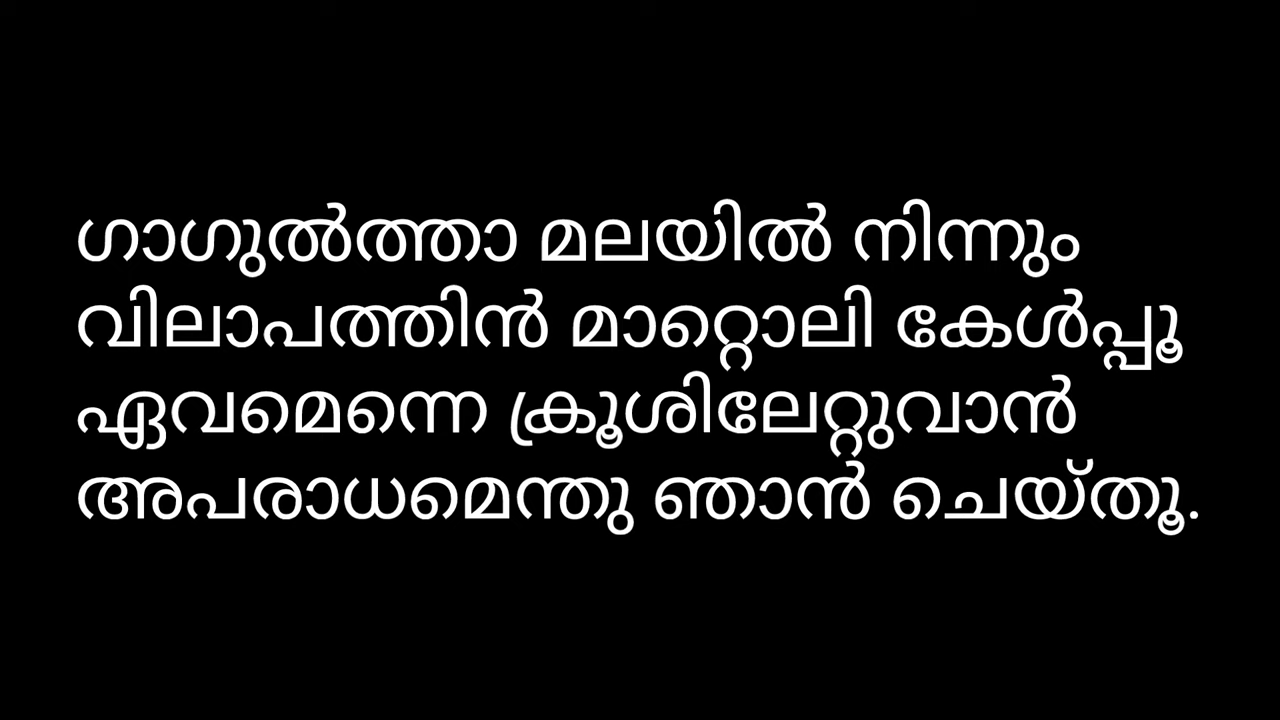 ഗാഗുൽത്താ മലയിൽ നിന്നും
വിലാപത്തിൻ മാറ്റൊലി കേൾപ്പൂ
ഏവമെന്നെ ക്രൂശിലേറ്റുവാൻ
അപരാധമെന്തു ഞാൻ ചെയ്തൂ.